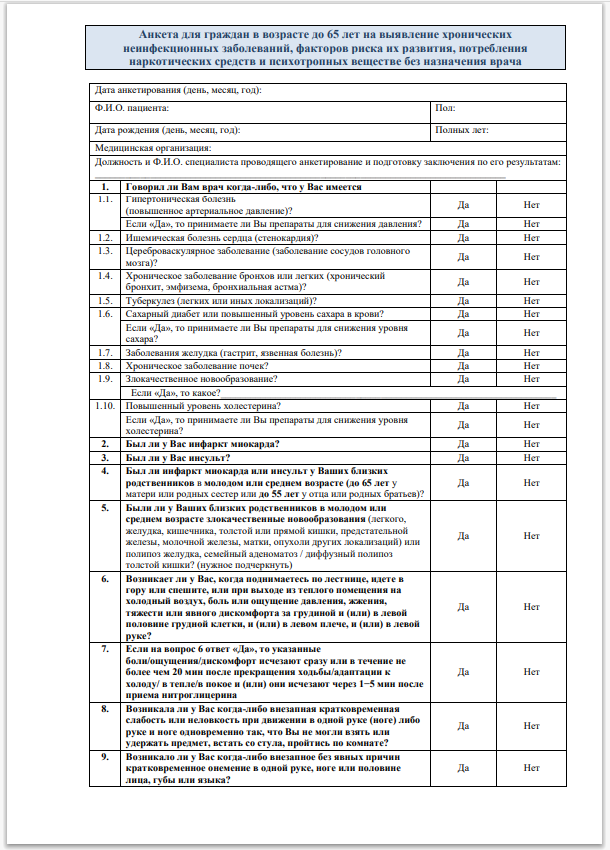 Анкета для граждан в возрасте до 65 лет на выявление хронических
неинфекционных заболеваний, факторов риска их развития, потребления
наркотических средств и психотропных веществе без назначения врача
Дата анкетирования (день, месяц, год):
Ф.И.О. пациента: Пол:
Дата рождения (день, месяц, год): Полных лет:
Медицинская организация:
Должность и Ф.И.О. специалиста проводящего анкетирование и подготовку заключения по его результатам:
1. Говорил ли Вам врач когда-либо, что у Вас имеется
1.1. Гипертоническая болезнь
(повышенное артериальное давление)? Да Нет
Если «Да», то принимаете ли Вы препараты для снижения давления? Да Нет
1.2. Ишемическая болезнь сердца (стенокардия)? Да Нет
1.3. Цереброваскулярное заболевание (заболевание сосудов головного
мозга)? Да Нет
1.4. Хроническое заболевание бронхов или легких (хронический
бронхит, эмфизема, бронхиальная астма)? Да Нет
1.5. Туберкулез (легких или иных локализаций)? Да Нет
1.6. Сахарный диабет или повышенный уровень сахара в крови? Да Нет
Если «Да», то принимаете ли Вы препараты для снижения уровня
сахара? Да Нет
1.7. Заболевания желудка (гастрит, язвенная болезнь)? Да Нет
1.8. Хроническое заболевание почек? Да Нет
1.9. Злокачественное новообразование? Да Нет
Если «Да», то какое?
1.10. Повышенный уровень холестерина? Да Нет
Если «Да», то принимаете ли Вы препараты для снижения уровня
холестерина? Да Нет
2. Был ли у Вас инфаркт миокарда? Да Нет
3. Был ли у Вас инсульт? Да Нет
4. Был ли инфаркт миокарда или инсульт у Ваших близких
родственников в молодом или среднем возрасте (до 65 лет у
матери или родных сестер или до 55 лет у отца или родных братьев)? Да Нет
5. Были ли у Ваших близких родственников в молодом или
среднем возрасте злокачественные новообразования (легкого,
желудка, кишечника, толстой или прямой кишки, предстательной
железы, молочной железы, матки, опухоли других локализаций) или
полипоз желудка, семейный аденоматоз / диффузный полипоз
толстой кишки? (нужное подчеркнуть) Да Нет
6. Возникает ли у Вас, когда поднимаетесь по лестнице, идете в
гору или спешите, или при выходе из теплого помещения на
холодный воздух, боль или ощущение давления, жжения,
тяжести или явного дискомфорта за грудиной и (или) в левой
половине грудной клетки, и (или) в левом плече, и (или) в левой
руке? Да Нет
7. Если на вопрос 6 ответ «Да», то указанные
боли/ощущения/дискомфорт исчезают сразу или в течение не
более чем 20 мин после прекращения ходьбы/адаптации к
холоду/ в тепле/в покое и (или) они исчезают через 1−5 мин после
приема нитроглицерина Да Нет
8. Возникала ли у Вас когда-либо внезапная кратковременная
слабость или неловкость при движении в одной руке (ноге) либо
руке и ноге одновременно так, что Вы не могли взять или
удержать предмет, встать со стула, пройтись по комнате? Да Нет
9. Возникало ли у Вас когда-либо внезапное без явных причин
кратковременное онемение в одной руке, ноге или половине
лица, губы или языка? Да Нет